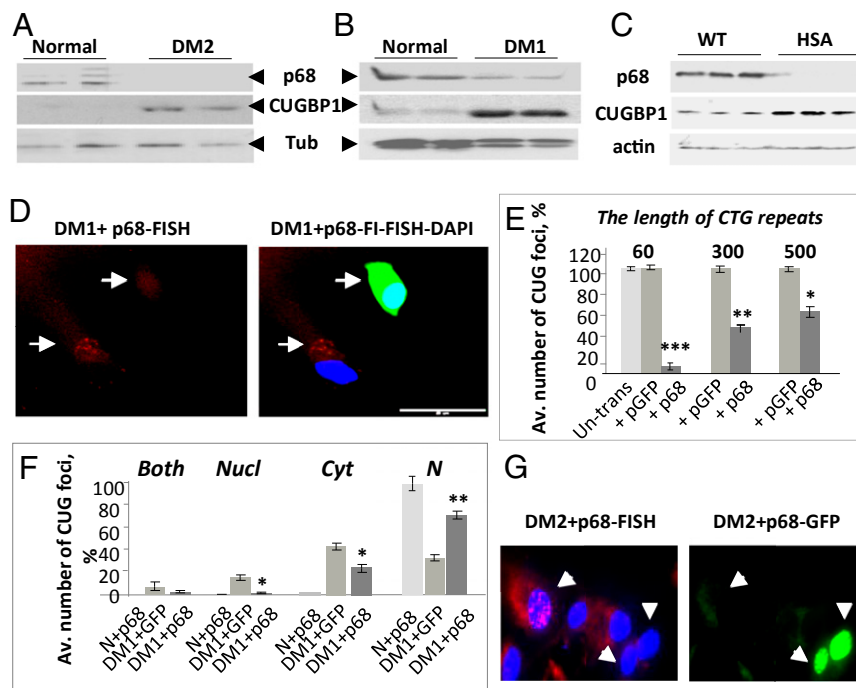 A
Normal DM2
p68
CUGBP1
Tub
B
Normal DM1
C
WT HSA
p68
CUGBP1
actin
D
DM1+ p68-FISH
DM1+p68-FI-FISH-DAPI
E
The length of CTG repeats
60 300 500
Av. number of CUG foci, %
120
100
80
60
40
20
0
***
**
*
Un-trans
+ pGFP
+ p68
+ pGFP
+ p68
+ pGFP
+ p68
F
Both Nucl Cyt N
Av. number of CUG foci,
%
100
80
60
40
20
0
*
*
**
N+p68
DM1+GFP
DM1+p68
N+p68
DM1+GFP
DM1+p68
N+p68
DM1+GFP
DM1+p68
N+p68
DM1+GFP
DM1+p68
G
DM2+p68-FISH
DM2+p68-GFP